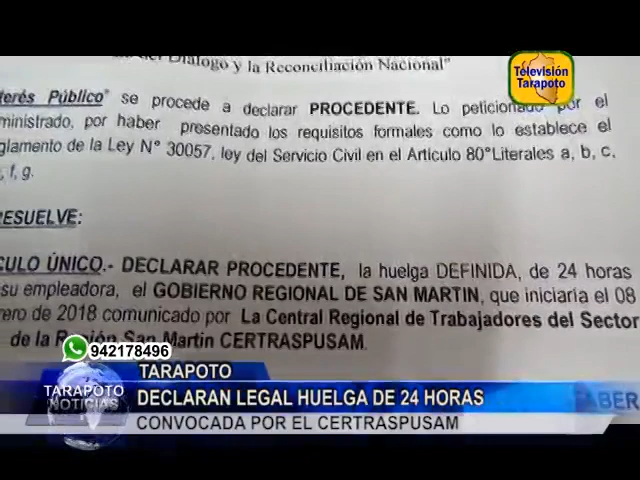 del Diálogo y la Reconciliación Nacional"
Televisión
Tarapoto
terés Público" se procede a declarar PROCEDENTE. Lo peticionado por el
ministrado, por haber presentado los requisitos formales como lo establece el
glamento de la Ley N° 30057, ley del Servicio Civil en el Artículo 80°Literales a, b, c,
, f, g.
RESUELVE:
CULO ÚNICO.- DECLARAR PROCEDENTE, la huelga DEFINIDA, de 24 horas
su empleadora, el GOBIERNO REGIONAL DE SAN MARTIN, que iniciaría el 08
rero de 2018 comunicado por La Central Regional de Trabajadores del Sector
de la Región San Martin CERTRASPUSAM.
942178496
TARAPOTO
TARAPOTO
NOTICIAS
DECLARAN LEGAL HUELGA DE 24 HORAS
CONVOCADA POR EL CERTRASPUSAM